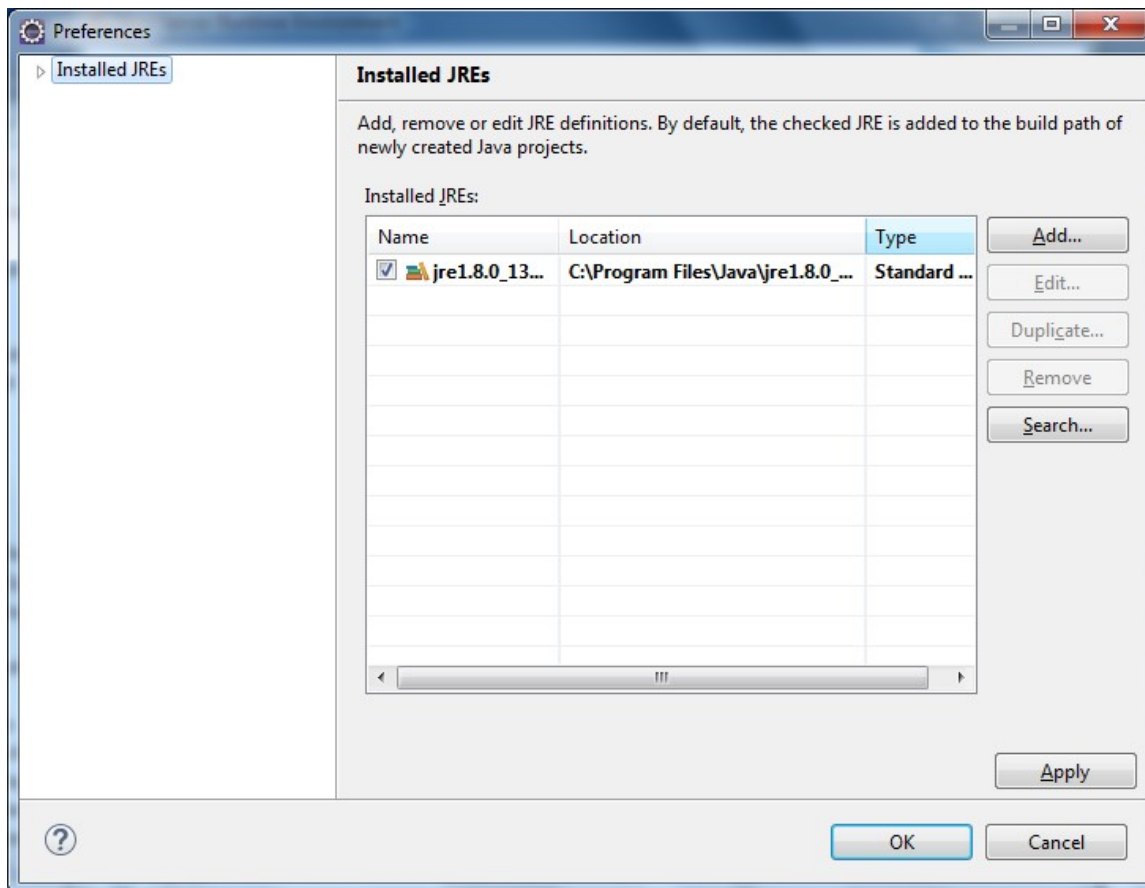 Preferences
Installed JREs
Installed JREs
Add, remove or edit JRE definitions. By default, the checked JRE is added to the build path of
newly created Java projects.
Installed JREs:
Name Location Type
jre1.8.0_13... C:\Program Files\Java\jre1.8.0_... Standard ...
Add...
Edit...
Duplicate...
Remove
Search...
Apply
OK Cancel